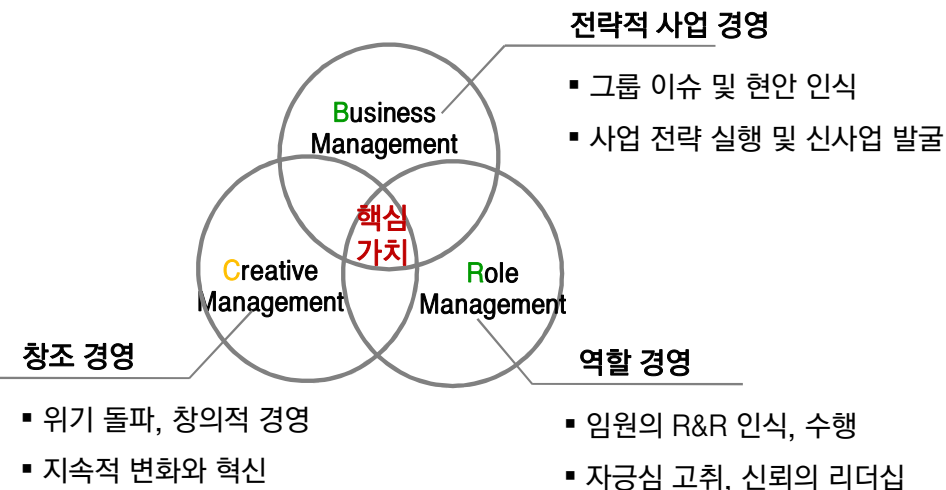 전략적 사업 경영
▪ 그룹 이슈 및 현안 인식
▪ 사업 전략 실행 및 신사업 발굴
Business
Management
핵심
가치
Creative
Management
Role
Management
창조 경영
▪ 위기 돌파, 창의적 경영
▪ 지속적 변화와 혁신
역할 경영
▪ 임원의 R&R 인식, 수행
▪ 자긍심 고취, 신뢰의 리더십